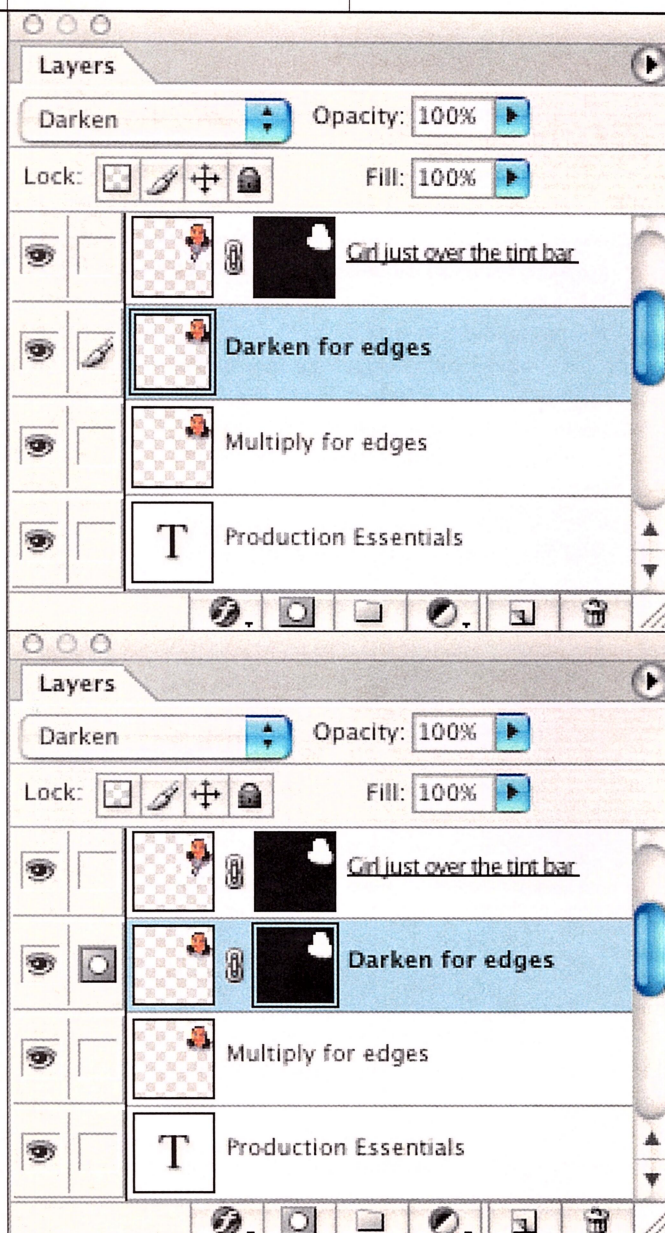 Layers
Darken
Opacity: 100%
Lock:
Fill: 100%
Girl just over the tint bar
Darken for edges
Multiply for edges
T
Production Essentials
Layers
Darken
Opacity: 100%
Lock:
Fill: 100%
Girl just over the tint bar
Darken for edges
Multiply for edges
T
Production Essentials